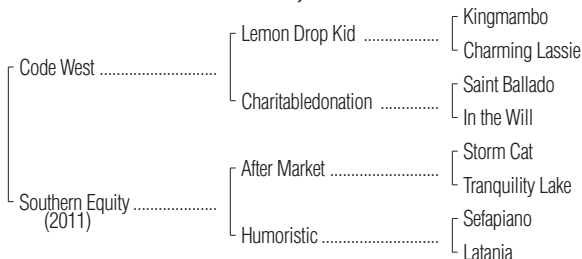 Kingmambo
Lemon Drop Kid ..................
Charming Lassie
Code West ...........................
Saint Ballado
Charitabledonation ..............
In the Will
Storm Cat
After Market .........................
Tranquility Lake
Southern Equity ....................
(2011)
Sefapiano
Humoristic ...........................
Latania